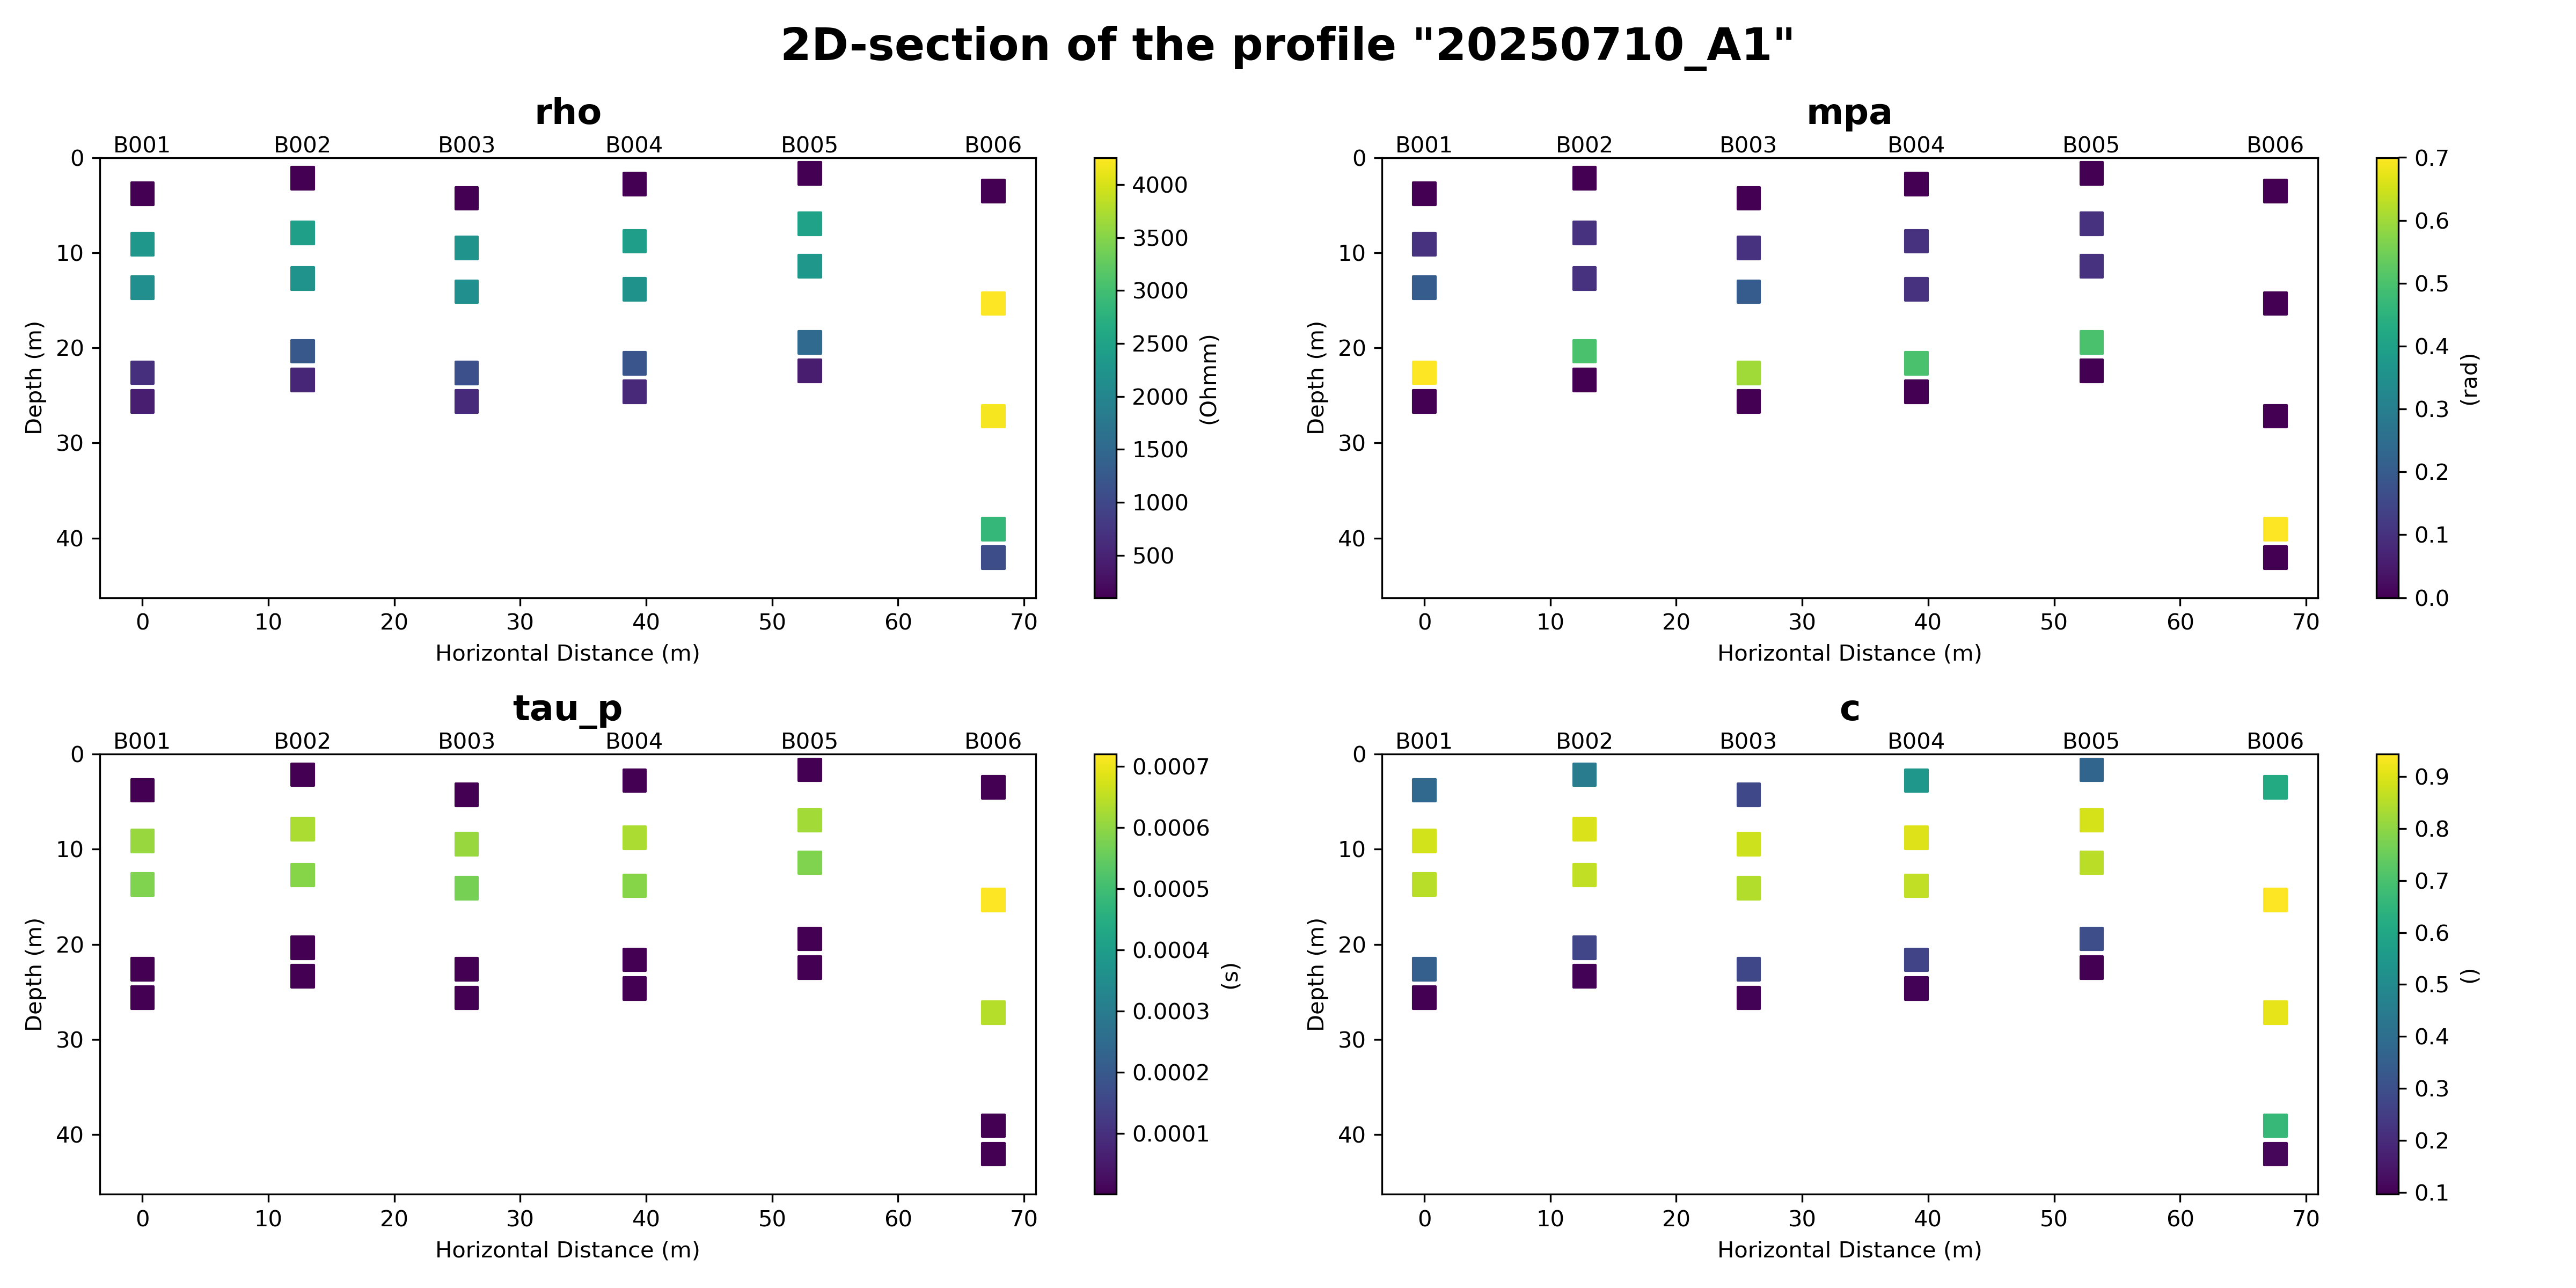 2D-section of the profile "20250710_A1"
rho
B001 B002 B003 B004 B005 B006
0
10
20
30
40
Depth (m)
0 10 20 30 40 50 60 70
Horizontal Distance (m)
4000
3500
3000
2500
2000
1500
1000
500
(Ohmm)
mpa
B001 B002 B003 B004 B005 B006
0
10
20
30
40
Depth (m)
0 10 20 30 40 50 60 70
Horizontal Distance (m)
0.7
0.6
0.5
0.4
0.3
0.2
0.1
0.0
(rad)
tau_p
B001 B002 B003 B004 B005 B006
0
10
20
30
40
Depth (m)
0 10 20 30 40 50 60 70
Horizontal Distance (m)
0.0007
0.0006
0.0005
0.0004
0.0003
0.0002
0.0001
(s)
c
B001 B002 B003 B004 B005 B006
0
10
20
30
40
Depth (m)
0 10 20 30 40 50 60 70
Horizontal Distance (m)
0.9
0.8
0.7
0.6
0.5
0.4
0.3
0.2
0.1
()